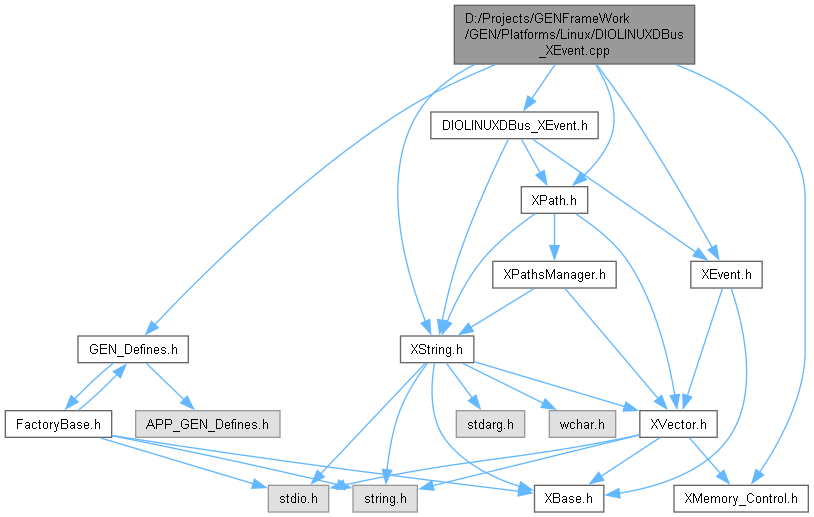 D:/Projects/GENFrameWork
/GEN/Platforms/Linux/DIOLINUXDBus
_XEvent.cpp
DIOLINUXDBus_XEvent.h
XPath.h
XPathsManager.h
XEvent.h
GEN_Defines.h
XString.h
FactoryBase.h
APP_GEN_Defines.h
stdarg.h
wchar.h
XVector.h
stdio.h
string.h
XBase.h
XMemory_Control.h